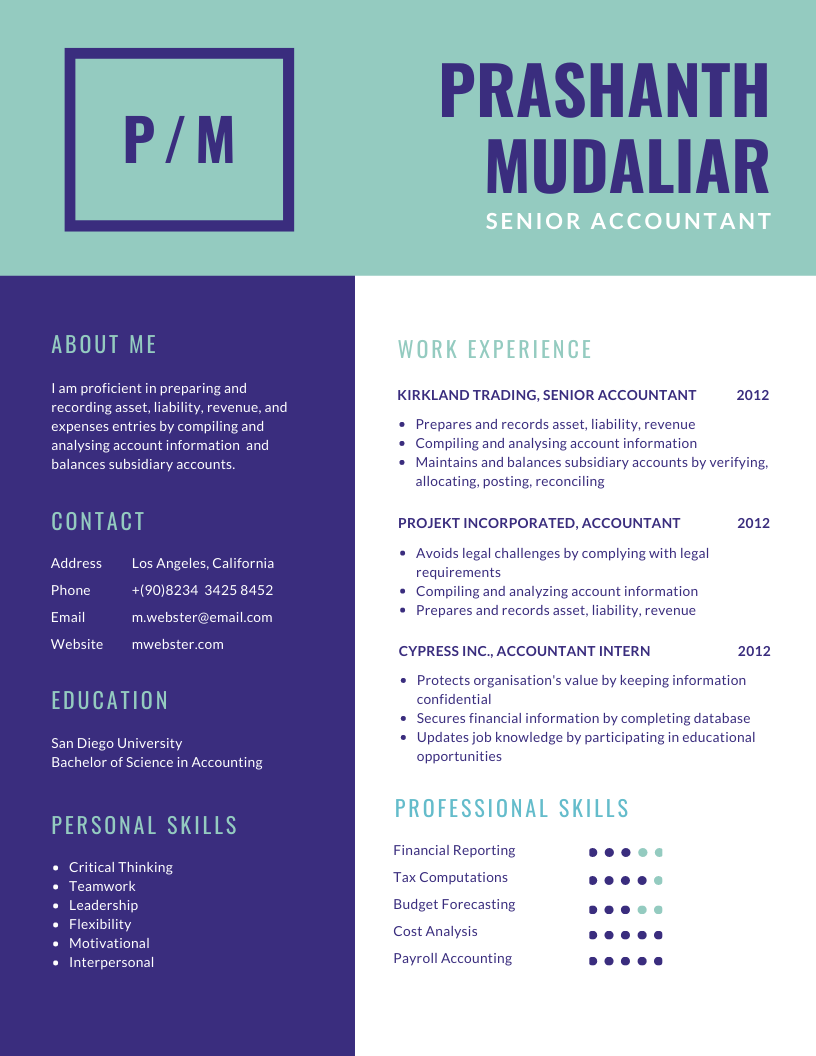 P / M
PRASHANTH
MUDALIAR
SENIOR ACCOUNTANT
ABOUT ME
I am proficient in preparing and
recording asset, liability, revenue, and
expenses entries by compiling and
analysing account information  and
balances subsidiary accounts.
CONTACT
Address Los Angeles, California
Phone +(90)8234  3425 8452
Email m.webster@email.com
Website mwebster.com
EDUCATION
San Diego University
Bachelor of Science in Accounting
PERSONAL SKILLS
• Critical Thinking
• Teamwork
• Leadership
• Flexibility
• Motivational
• Interpersonal
WORK EXPERIENCE
KIRKLAND TRADING, SENIOR ACCOUNTANT 2012
• Prepares and records asset, liability, revenue
• Compiling and analysing account information
• Maintains and balances subsidiary accounts by verifying,
allocating, posting, reconciling
PROJEKT INCORPORATED, ACCOUNTANT 2012
• Avoids legal challenges by complying with legal
requirements
• Compiling and analyzing account information
• Prepares and records asset, liability, revenue
CYPRESS INC., ACCOUNTANT INTERN 2012
• Protects organisation's value by keeping information
confidential
• Secures financial information by completing database
• Updates job knowledge by participating in educational
opportunities
PROFESSIONAL SKILLS
Financial Reporting
Tax Computations
Budget Forecasting
Cost Analysis
Payroll Accounting